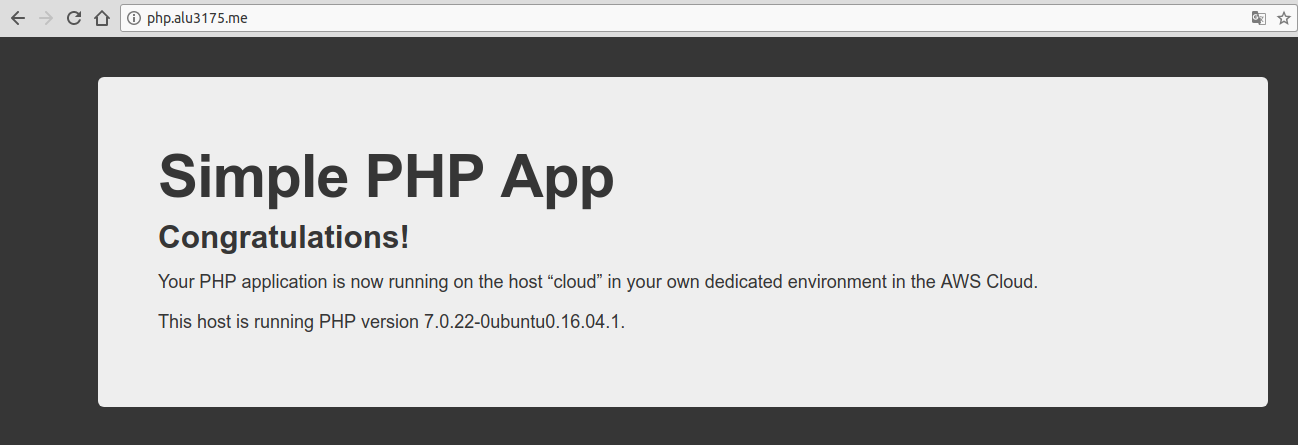 php.alu3175.me
Simple PHP App
Congratulations!
Your PHP application is now running on the host “cloud” in your own dedicated environment in the AWS Cloud.
This host is running PHP version 7.0.22-0ubuntu0.16.04.1.